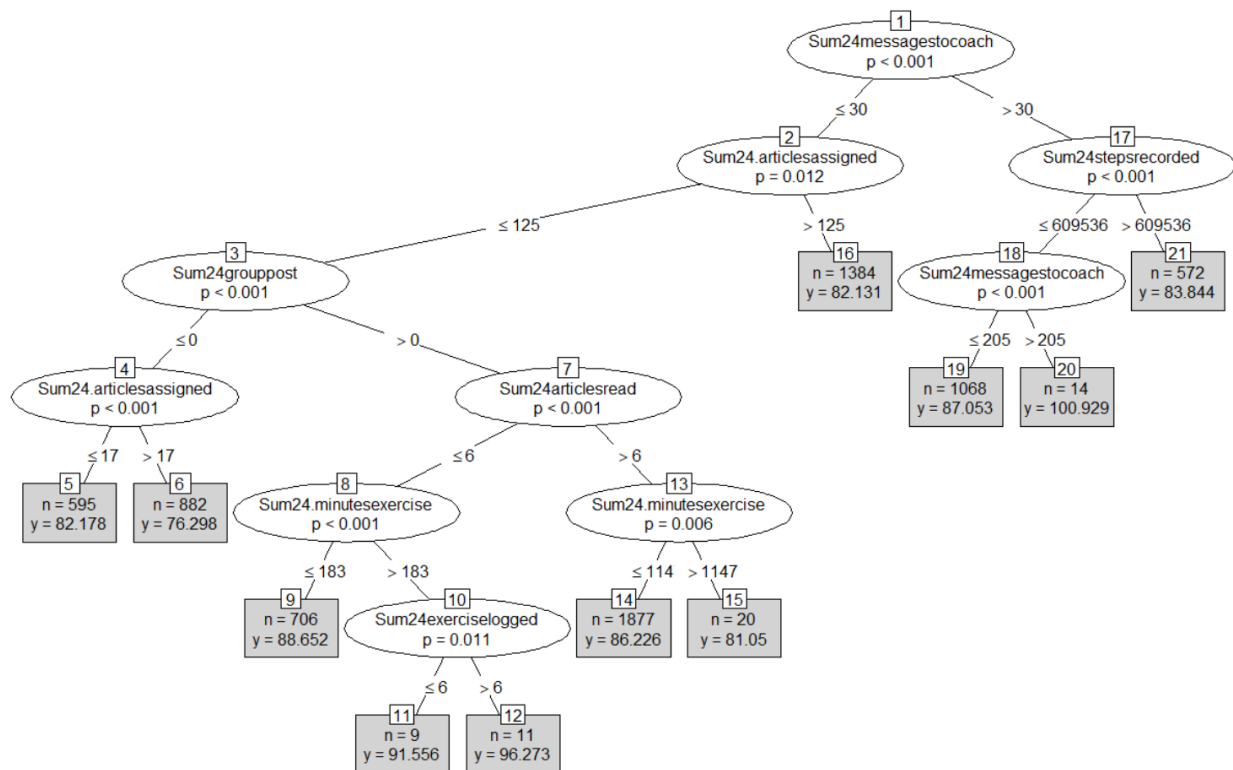 1
Sum24messagestocoach
p < 0.001
≤ 30
> 30
2
Sum24.articlesassigned
p = 0.012
17
Sum24stepsrecorded
p < 0.001
≤ 125
> 125
≤ 609536
> 609536
3
Sum24grouppost
p < 0.001
16
n = 1384
y = 82.131
18
Sum24messagestocoach
p < 0.001
21
n = 572
y = 83.844
≤ 0
> 0
≤ 205
> 205
4
Sum24.articlesassigned
p < 0.001
7
Sum24articlesread
p < 0.001
19
n = 1068
y = 87.053
20
n = 14
y = 100.929
≤ 17
> 17
≤ 6
> 6
5
n = 595
y = 82.178
6
n = 882
y = 76.298
8
Sum24.minutesexercise
p < 0.001
13
Sum24.minutesexercise
p = 0.006
≤ 183
> 183
≤ 114
> 1147
9
n = 706
y = 88.652
10
Sum24exerciselogged
p = 0.011
14
n = 1877
y = 86.226
15
n = 20
y = 81.05
≤ 6
> 6
11
n = 9
y = 91.556
12
n = 11
y = 96.273